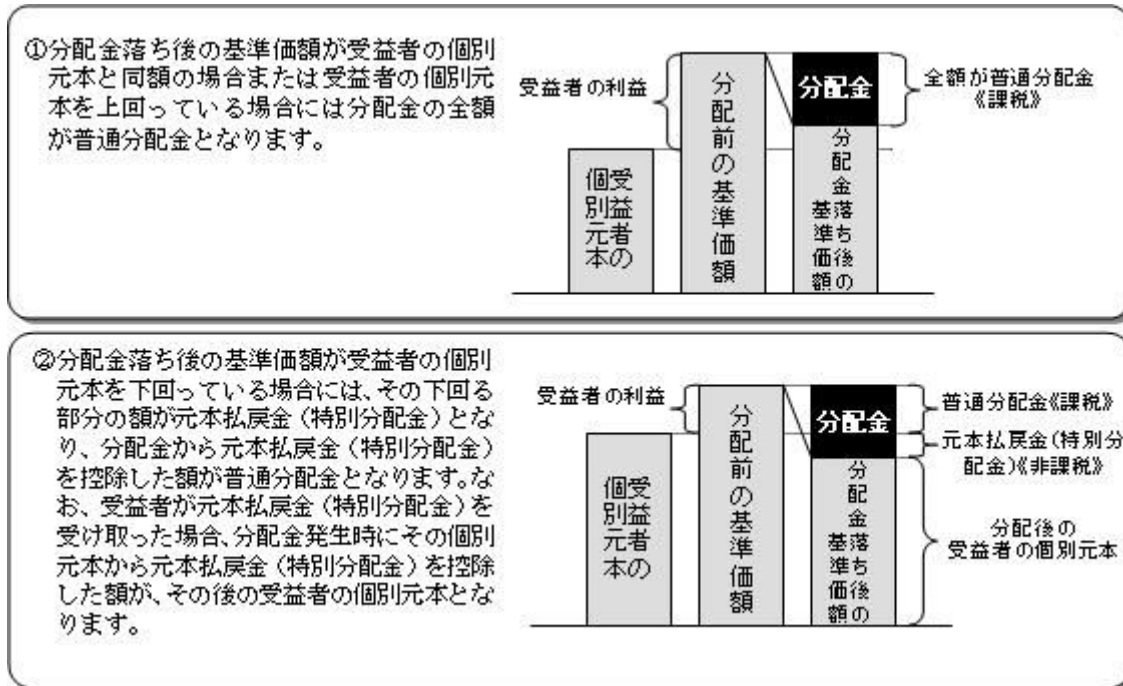 ①分配金落ち後の基準価額が受益者の個別
元本と同額の場合または受益者の個別元
本を上回っている場合には分配金の全額
が普通分配金となります。
受益者の利益
受益者の
個別元本
分配前の基準価額
分配金
分配金落ち後の
基準価額
全額が普通分配金
《課税》
②分配金落ち後の基準価額が受益者の個別
元本を下回っている場合には、その下回る
部分の額が元本払戻金(特別分配金)とな
り、分配金から元本払戻金(特別分配金)
を控除した額が普通分配金となります。な
お、受益者が元本払戻金(特別分配金)を
受け取った場合、分配金発生時にその個別
元本から元本払戻金(特別分配金)を控除
した額が、その後の受益者の個別元本とな
ります。
受益者の利益
受益者の
個別元本
分配前の基準価額
分配金
分配金落ち後の
基準価額
普通分配金《課税》
元本払戻金(特別分
配金)《非課税》
分配後の
受益者の個別元本